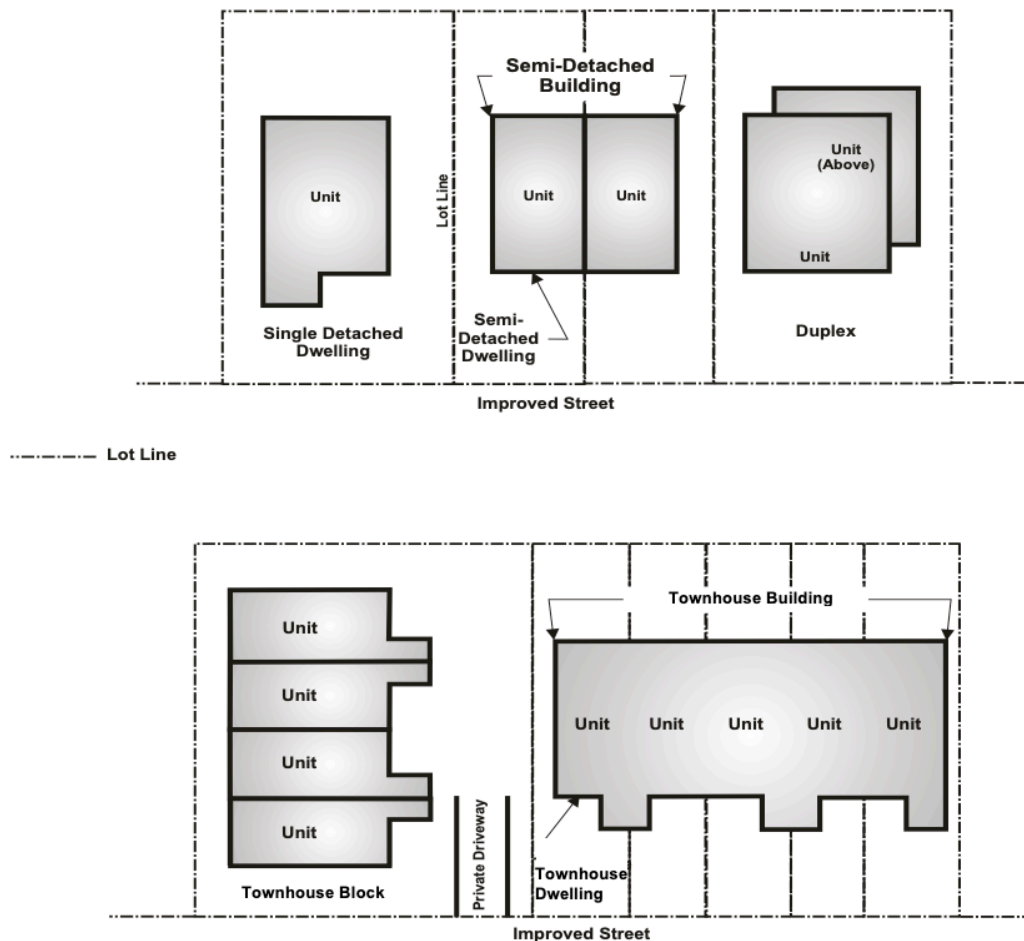 Semi-Detached
Building
Unit
(Above)
Unit
Unit
Unit
Lot Line
Unit
Single Detached
Dwelling
Semi-
Detached
Dwelling
Duplex
Improved Street
Lot Line
Townhouse Building
Unit
Unit
Unit
Unit
Unit
Unit
Unit
Unit
Unit
Private Driveway
Townhouse
Dwelling
Townhouse Block
Improved Street